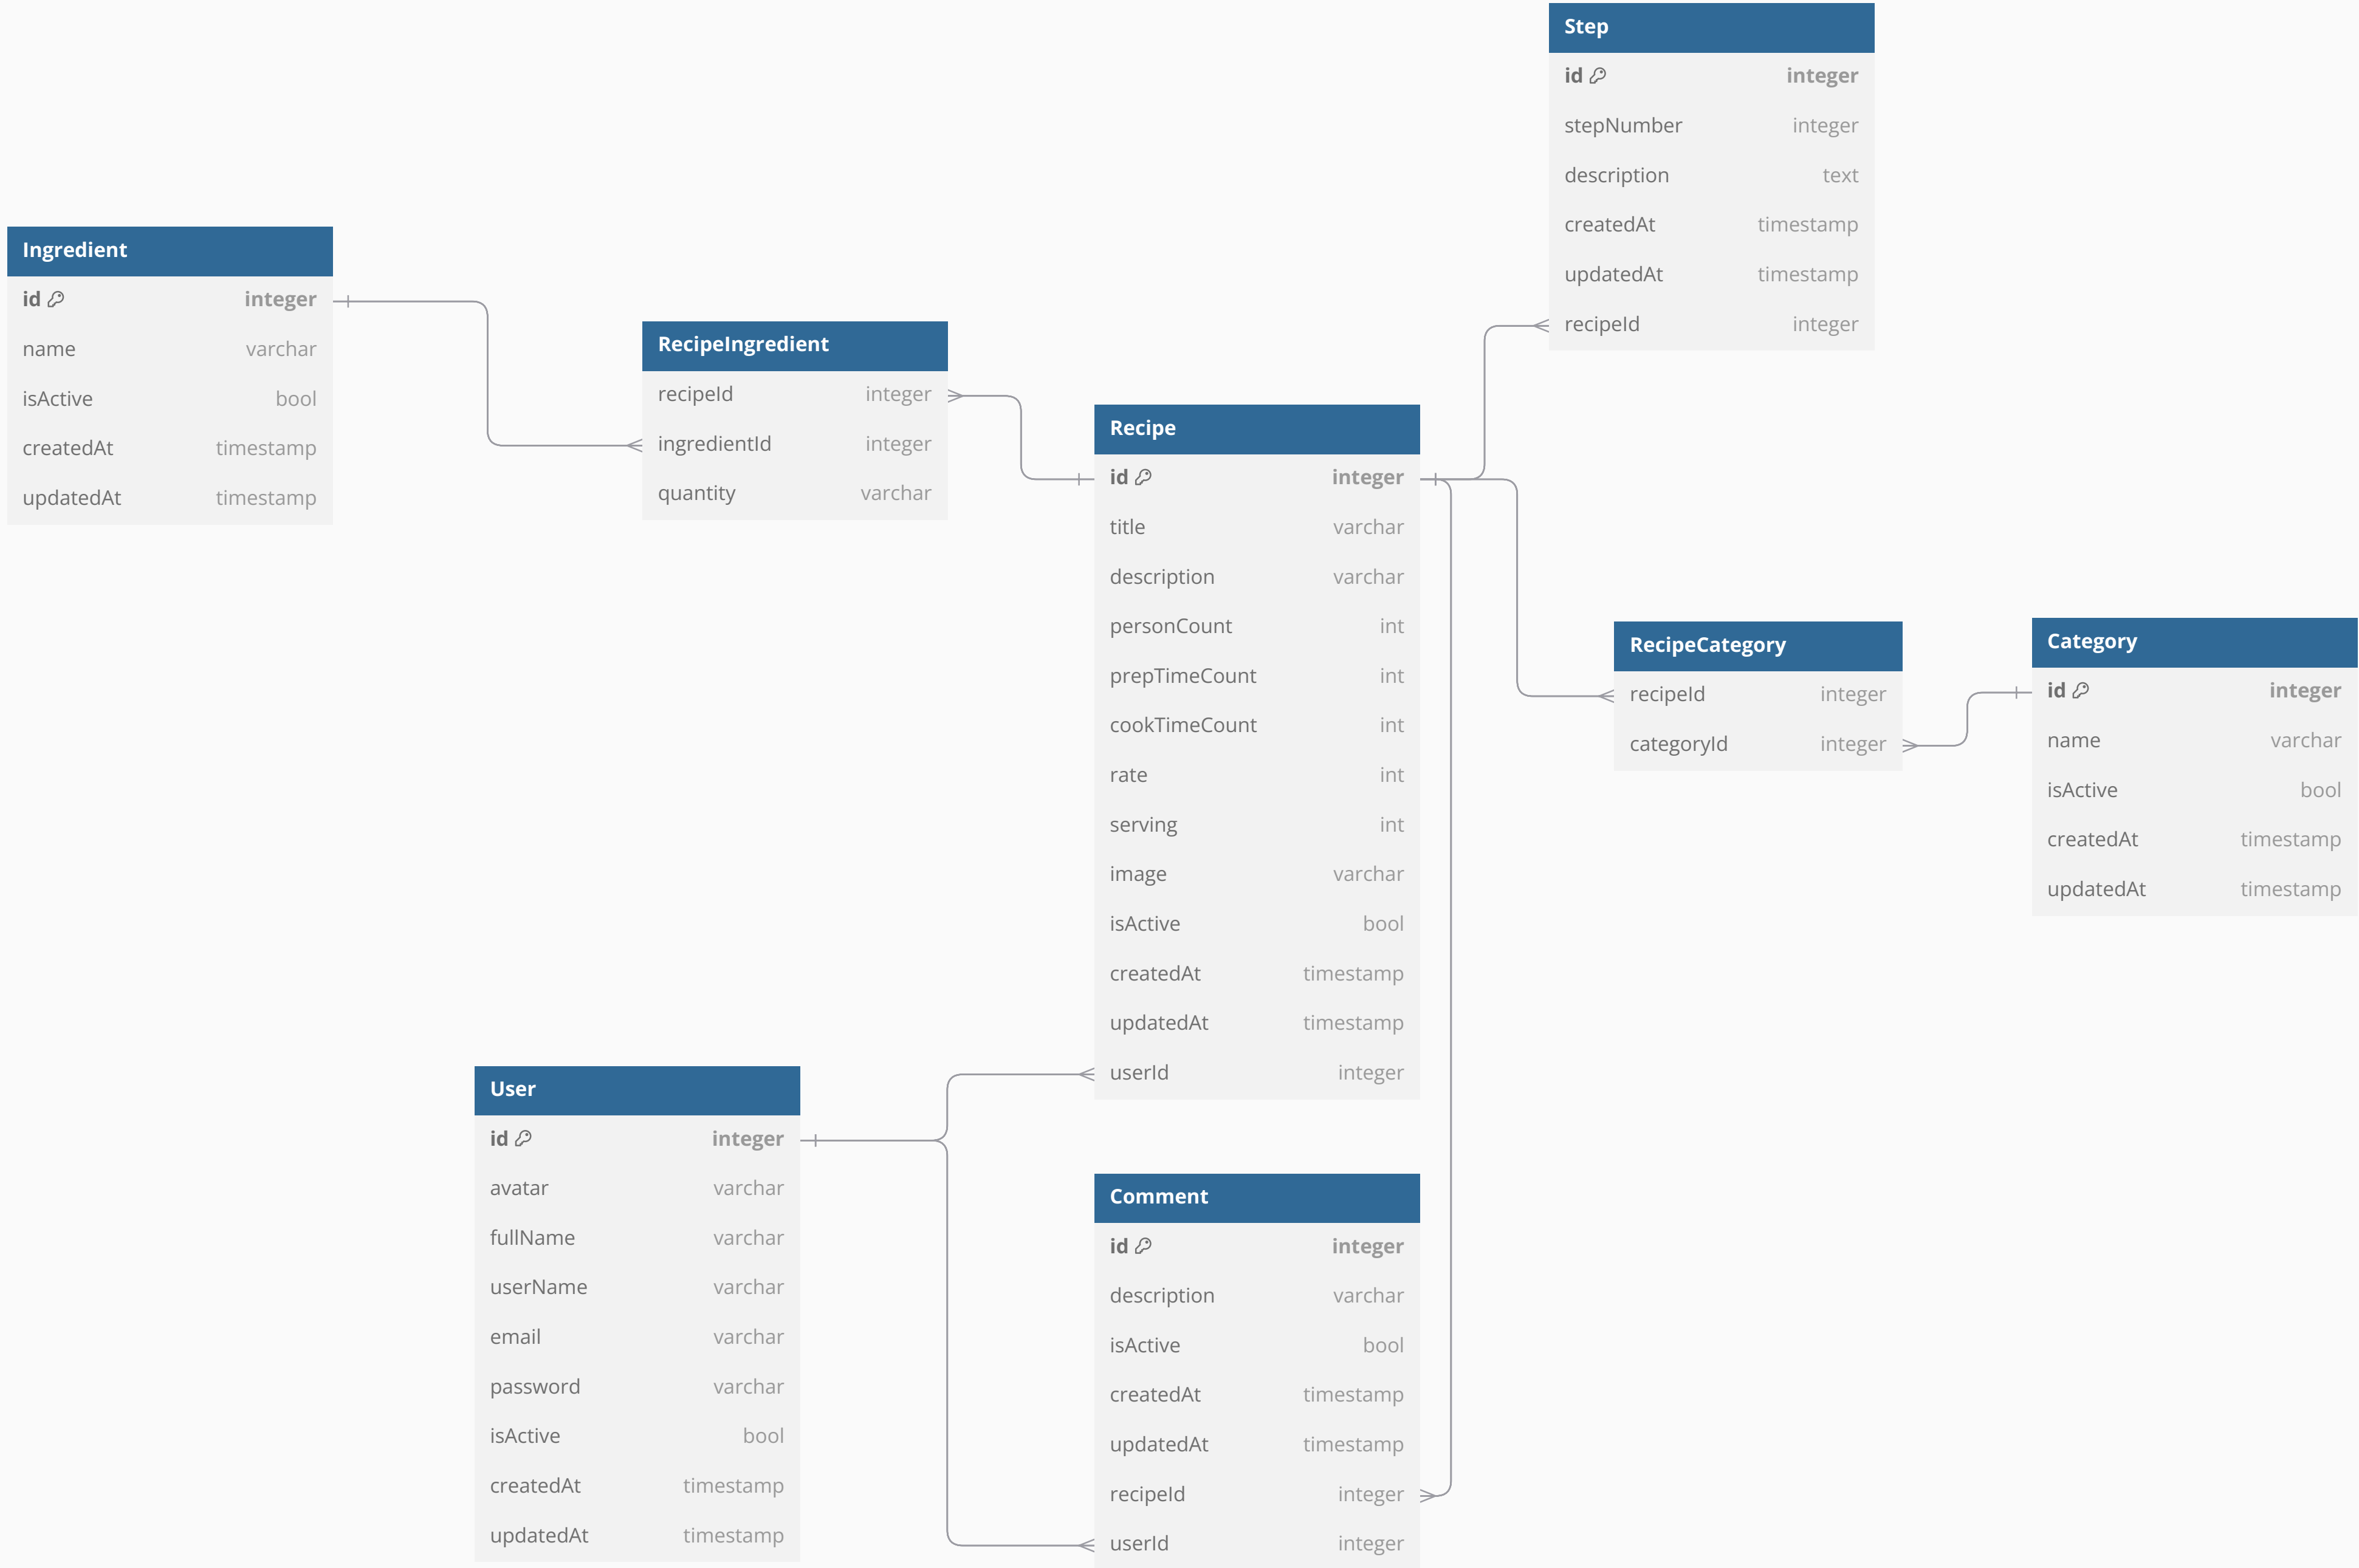 Step
id integer
stepNumber integer
description text
createdAt timestamp
updatedAt timestamp
recipeId integer
Ingredient
id integer
name varchar
isActive bool
createdAt timestamp
updatedAt timestamp
RecipeIngredient
recipeId integer
ingredientId integer
quantity varchar
Recipe
id integer
title varchar
description varchar
personCount int
prepTimeCount int
cookTimeCount int
rate int
serving int
image varchar
isActive bool
createdAt timestamp
updatedAt timestamp
userId integer
RecipeCategory
recipeId integer
categoryId integer
Category
id integer
name varchar
isActive bool
createdAt timestamp
updatedAt timestamp
User
id integer
avatar varchar
fullName varchar
userName varchar
email varchar
password varchar
isActive bool
createdAt timestamp
updatedAt timestamp
Comment
id integer
description varchar
isActive bool
createdAt timestamp
updatedAt timestamp
recipeId integer
userId integer